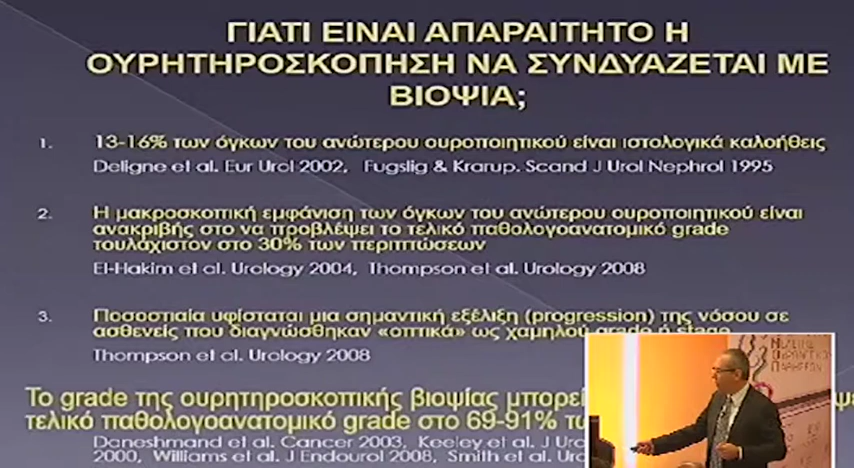 ΓΙΑΤΙ ΕΙΝΑΙ ΑΠΑΡΑΙΤΗΤΟ Η
ΟΥΡΗΤΗΡΟΣΚΟΠΗΣΗ ΝΑ ΣΥΝΔΥΑΖΕΤΑΙ ΜΕ
ΒΙΟΨΙΑ;
1. 13-16% των όγκων του ανώτερου ουροποιητικού είναι ιστολογικά καλοήθεις
Deligne et al. Eur Urol 2002, Fugslig & Krarup. Scand J Urol Nephrol 1995
2. Η μακροσκοπική εμφάνιση των όγκων του ανώτερου ουροποιητικού είναι
ανακριβής στο να προβλέψει το τελικό παθολογοανατομικό grade
τουλάχιστον στο 30% των περιπτώσεων
El-Hakim et al. Urology 2004, Thompson et al. Urology 2008
3. Ποσοστιαία υφίσταται μια σημαντική εξέλιξη (progression) της νόσου σε
ασθενείς που διαγνώσθηκαν «οπτικά» ως χαμηλού grade ή stage
Thompson et al. Urology 2008
Το grade της ουρητηροσκοπικής βιοψίας μπορεί
τελικό παθολογοανατομικό grade στο 69-91%
Daneshmand et al. Cancer 2003, Keeley et al. J
2000, Williams et al. J Endourol 2008, Smith et al.